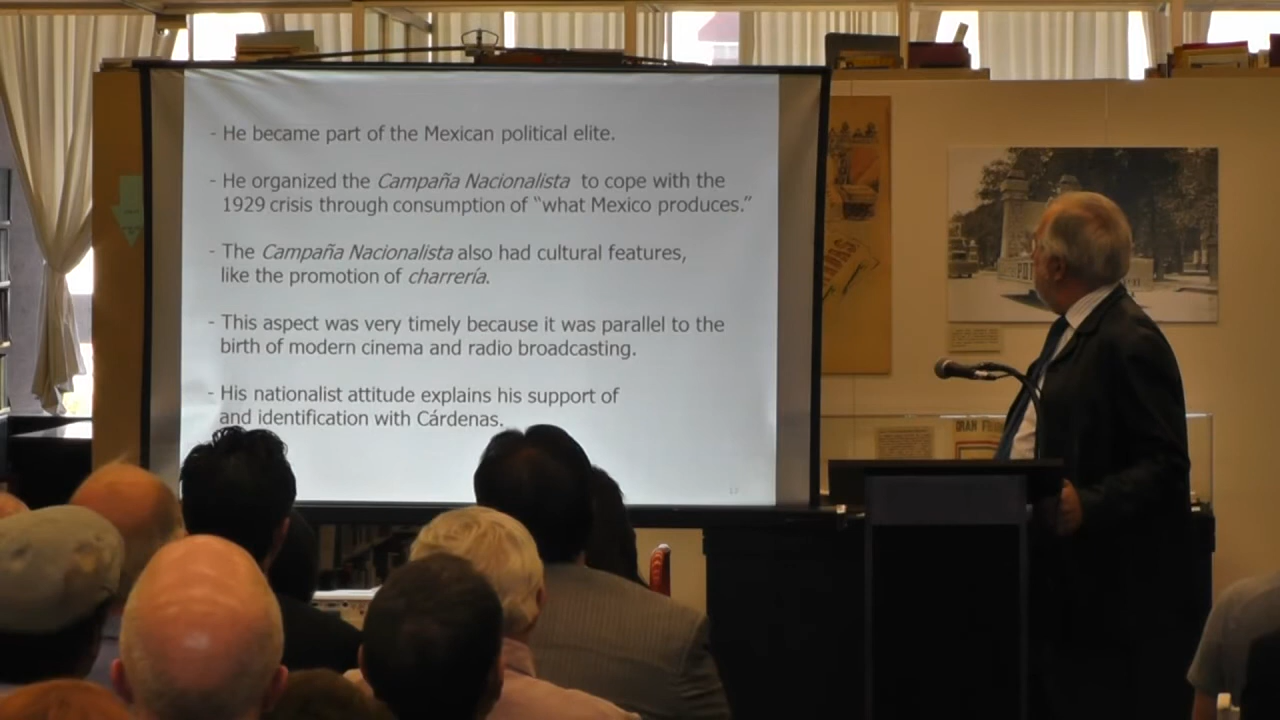 - He became part of the Mexican political elite.
- He organized the Campaña Nacionalista to cope with the
1929 crisis through consumption of “what Mexico produces.”
- The Campaña Nacionalista also had cultural features,
like the promotion of charrería.
- This aspect was very timely because it was parallel to the
birth of modern cinema and radio broadcasting.
- His nationalist attitude explains his support of
and identification with Cárdenas.